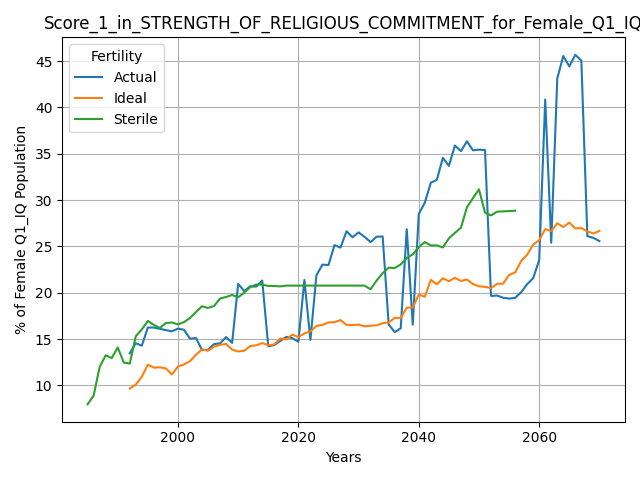 Score_1_in_STRENGTH_OF_RELIGIOUS_COMMITMENT_for_Female_Q1_IQ
Fertility
Actual
Ideal
Sterile
45
40
35
30
25
20
15
10
% of Female Q1_IQ Population
2000 2020 2040 2060
Years